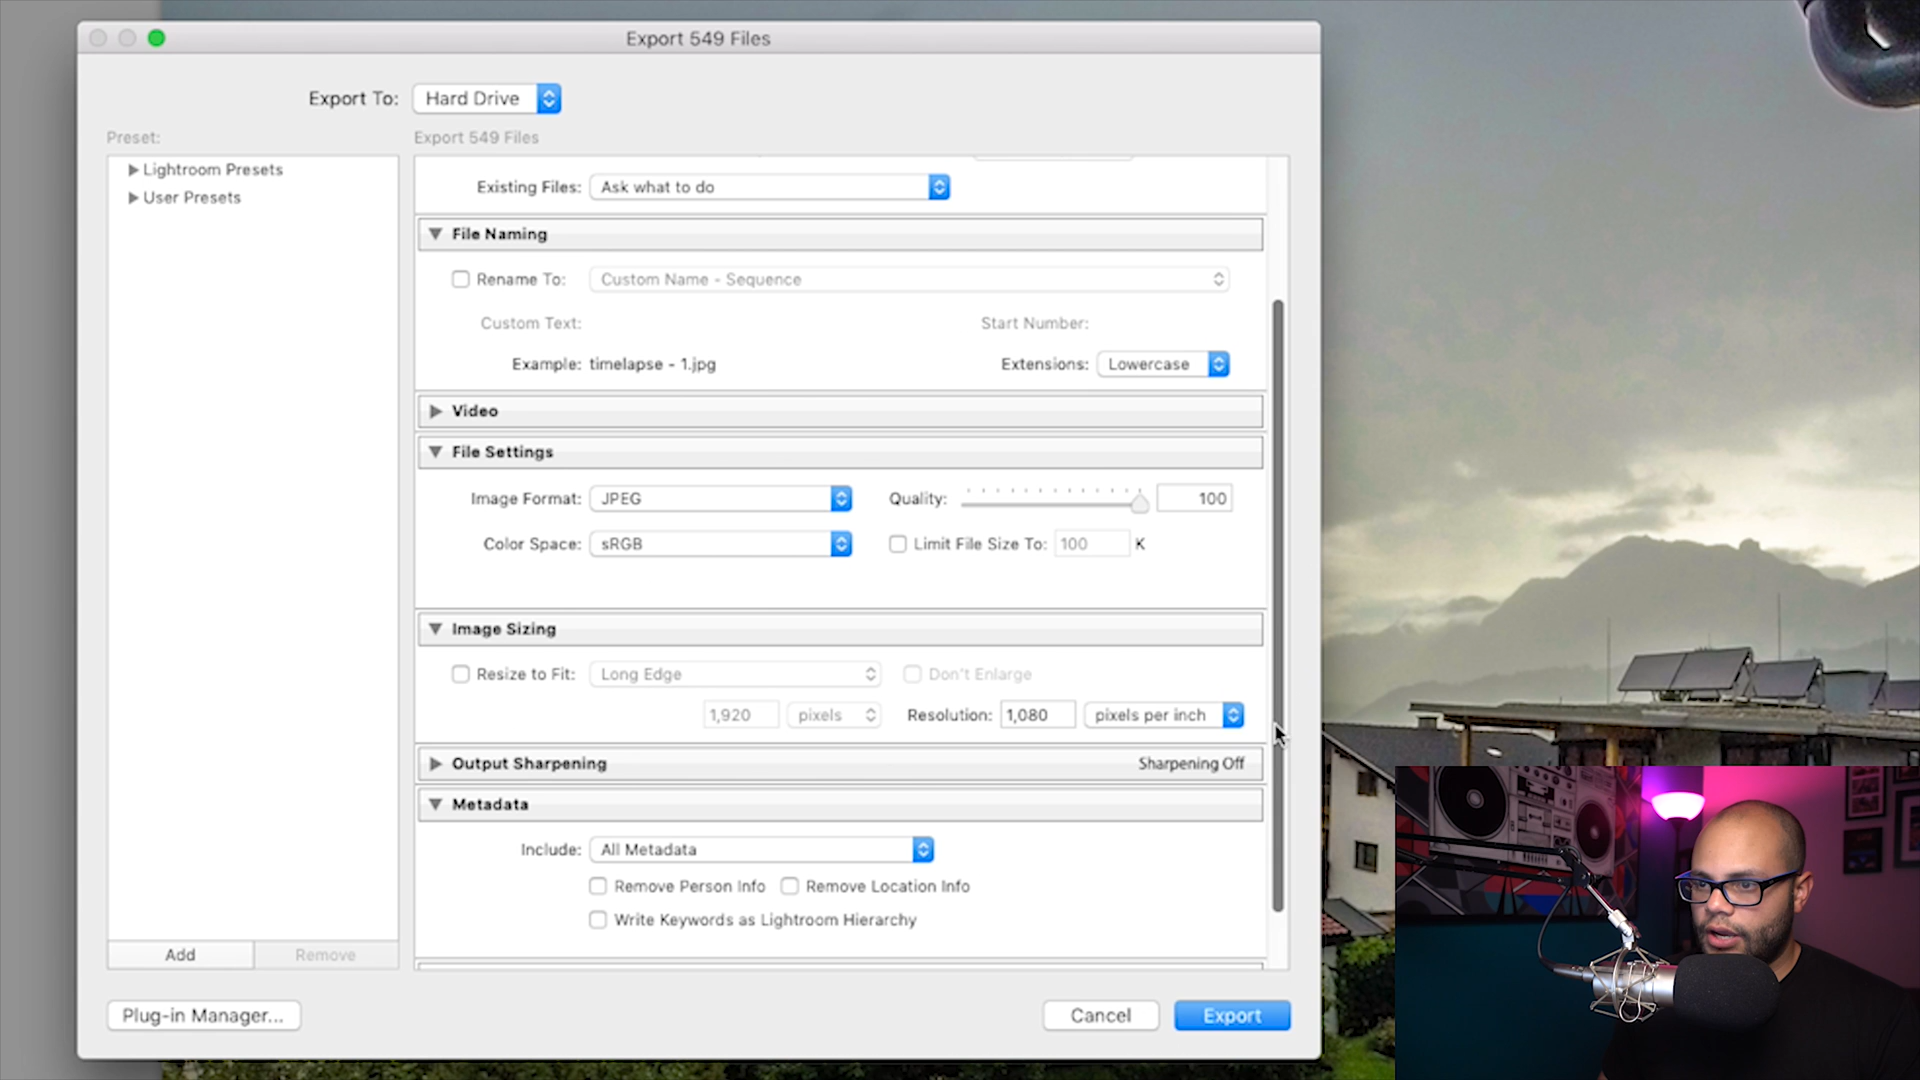 Export 549 Files
Export To: Hard Drive
Preset:
Export 549 Files
Lightroom Presets
User Presets
Existing Files: Ask what to do
File Naming
Rename To: Custom Name - Sequence
Custom Text: Start Number:
Example: timelapse - 1.jpg Extensions: Lowercase
Video
File Settings
Image Format: JPEG Quality: 100
Color Space: sRGB Limit File Size To: 100 K
Image Sizing
Resize to Fit: Long Edge Don't Enlarge
1,920 pixels Resolution: 1,080 pixels per inch
Output Sharpening Sharpening Off
Metadata
Include: All Metadata
Remove Person Info Remove Location Info
Write Keywords as Lightroom Hierarchy
Add Remove
Plug-in Manager... Cancel Export